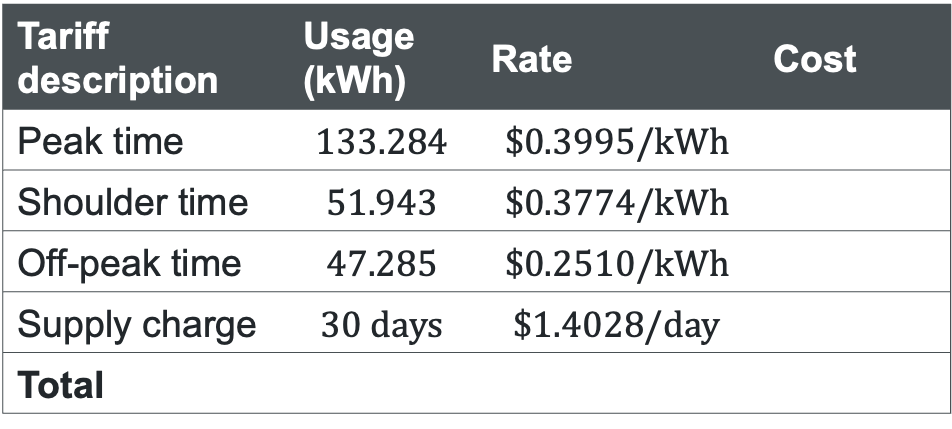 Tariff description Usage (kWh) Rate Cost
Peak time 133.284 $0.3995/kWh
Shoulder time 51.943 $0.3774/kWh
Off-peak time 47.285 $0.2510/kWh
Supply charge 30 days $1.4028/day
Total